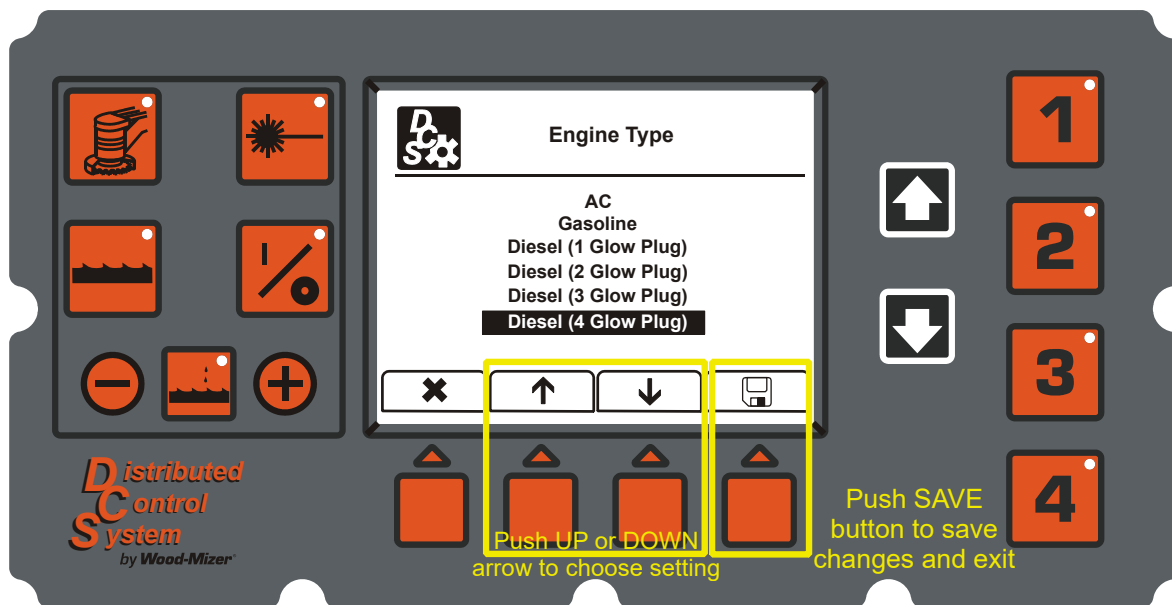 DCS
Engine Type
AC
Gasoline
Diesel (1 Glow Plug)
Diesel (2 Glow Plug)
Diesel (3 Glow Plug)
Diesel (4 Glow Plug)
1
2
3
4
Distributed
Control
System
by Wood-Mizer®
Push UP or DOWN
arrow to choose setting
Push SAVE
button to save
changes and exit